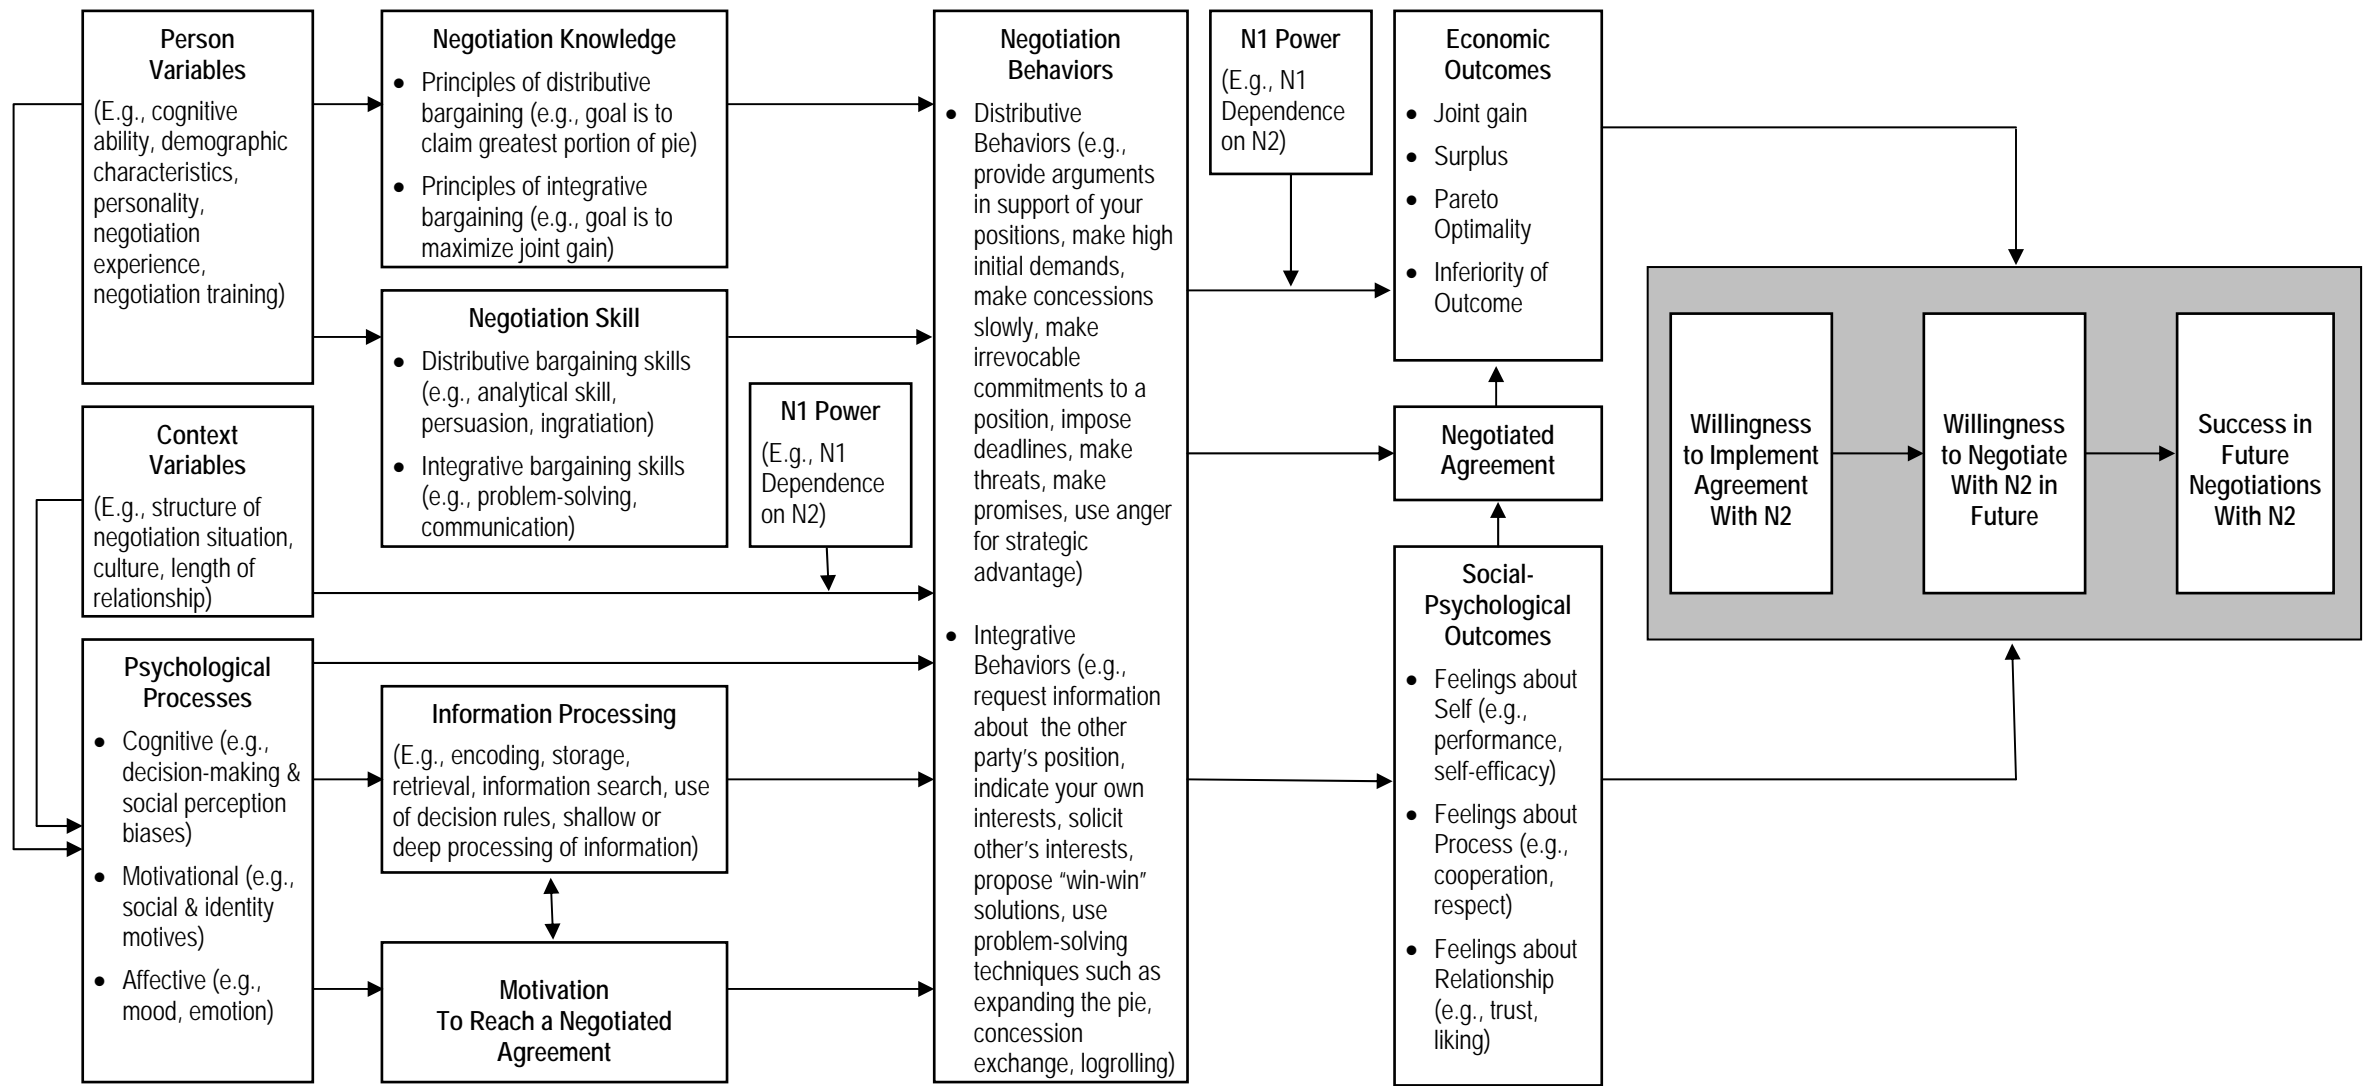 Person
Variables
(E.g., cognitive
ability, demographic
characteristics,
personality,
negotiation
experience,
negotiation training)
Negotiation Knowledge
• Principles of distributive
bargaining (e.g., goal is to
claim greatest portion of pie)
• Principles of integrative
bargaining (e.g., goal is to
maximize joint gain)
Negotiation Skill
• Distributive bargaining skills
(e.g., analytical skill,
persuasion, ingratiation)
• Integrative bargaining skills
(e.g., problem-solving,
communication)
Context
Variables
(E.g., structure of
negotiation situation,
culture, length of
relationship)
N1 Power
(E.g., N1
Dependence
on N2)
Psychological
Processes
• Cognitive (e.g.,
decision-making &
social perception
biases)
• Motivational (e.g.,
social & identity
motives)
• Affective (e.g.,
mood, emotion)
Information Processing
(E.g., encoding, storage,
retrieval, information search, use
of decision rules, shallow or
deep processing of information)
Motivation
To Reach a Negotiated
Agreement
Negotiation
Behaviors
• Distributive
Behaviors (e.g.,
provide arguments
in support of your
positions, make high
initial demands,
make concessions
slowly, make
irrevocable
commitments to a
position, impose
deadlines, make
threats, make
promises, use anger
for strategic
advantage)
• Integrative
Behaviors (e.g.,
request information
about the other
party’s position,
indicate your own
interests, solicit
other’s interests,
propose “win-win”
solutions, use
problem-solving
techniques such as
expanding the pie,
concession
exchange, logrolling)
N1 Power
(E.g., N1
Dependence
on N2)
Economic
Outcomes
• Joint gain
• Surplus
• Pareto
Optimality
• Inferiority of
Outcome
Negotiated
Agreement
Social-
Psychological
Outcomes
• Feelings about
Self (e.g.,
performance,
self-efficacy)
• Feelings about
Process (e.g.,
cooperation,
respect)
• Feelings about
Relationship
(e.g., trust,
liking)
Willingness
to Implement
Agreement
With N2
Willingness
to Negotiate
With N2 in
Future
Success in
Future
Negotiations
With N2